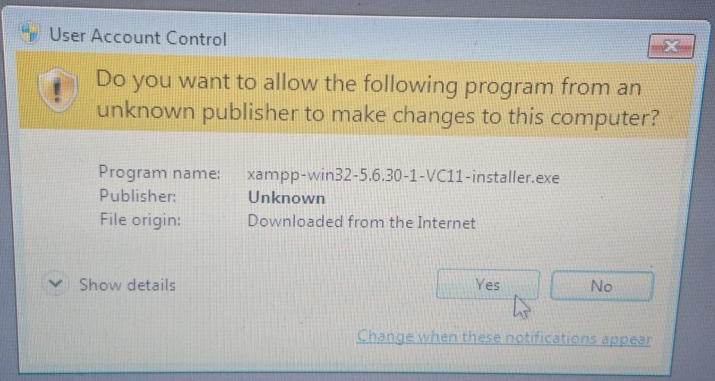 User Account Control
Do you want to allow the following program from an
unknown publisher to make changes to this computer?
Program name: xampp-win32-5.6.30-1-VC11-installer.exe
Publisher: Unknown
File origin: Downloaded from the Internet
Show details
Yes
No
Change when these notifications appear